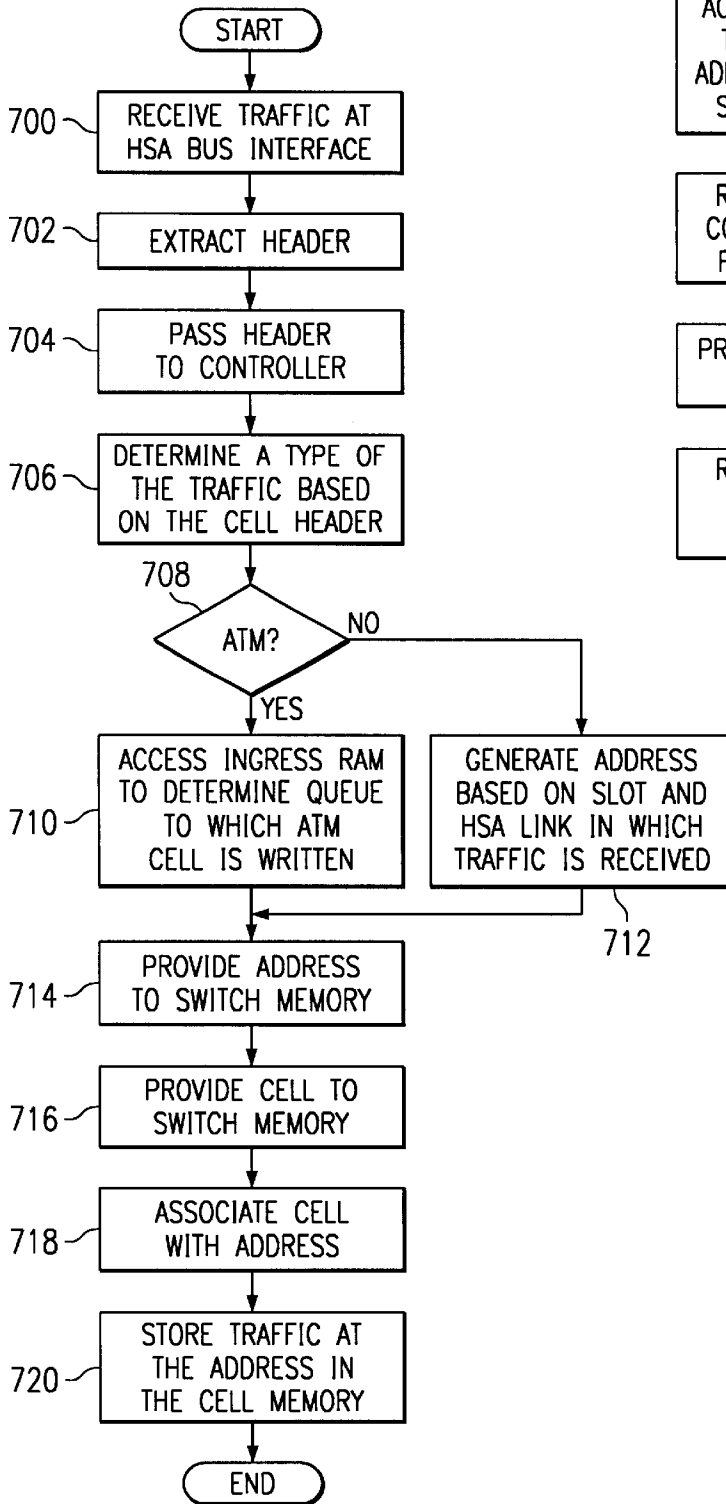 START
700
RECEIVE TRAFFIC AT
HSA BUS INTERFACE
702
EXTRACT HEADER
704
PASS HEADER
TO CONTROLLER
706
DETERMINE A TYPE OF
THE TRAFFIC BASED
ON THE CELL HEADER
708
ATM?
NO
YES
710
ACCESS INGRESS RAM
TO DETERMINE QUEUE
TO WHICH ATM
CELL IS WRITTEN
GENERATE ADDRESS
BASED ON SLOT AND
HSA LINK IN WHICH
TRAFFIC IS RECEIVED
712
714
PROVIDE ADDRESS
TO SWITCH MEMORY
716
PROVIDE CELL TO
SWITCH MEMORY
718
ASSOCIATE CELL
WITH ADDRESS
720
STORE TRAFFIC AT
THE ADDRESS IN
THE CELL MEMORY
END